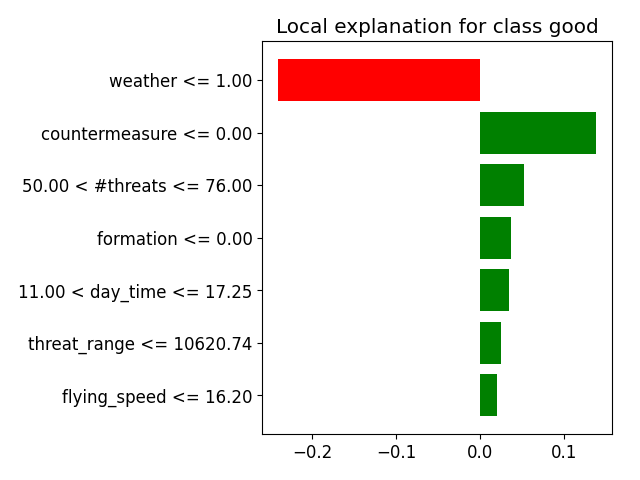 Local explanation for class good
weather <= 1.00
countermeasure <= 0.00
50.00 < #threats <= 76.00
formation <= 0.00
11.00 < day_time <= 17.25
threat_range <= 10620.74
flying_speed <= 16.20
−0.2 −0.1 0.0 0.1